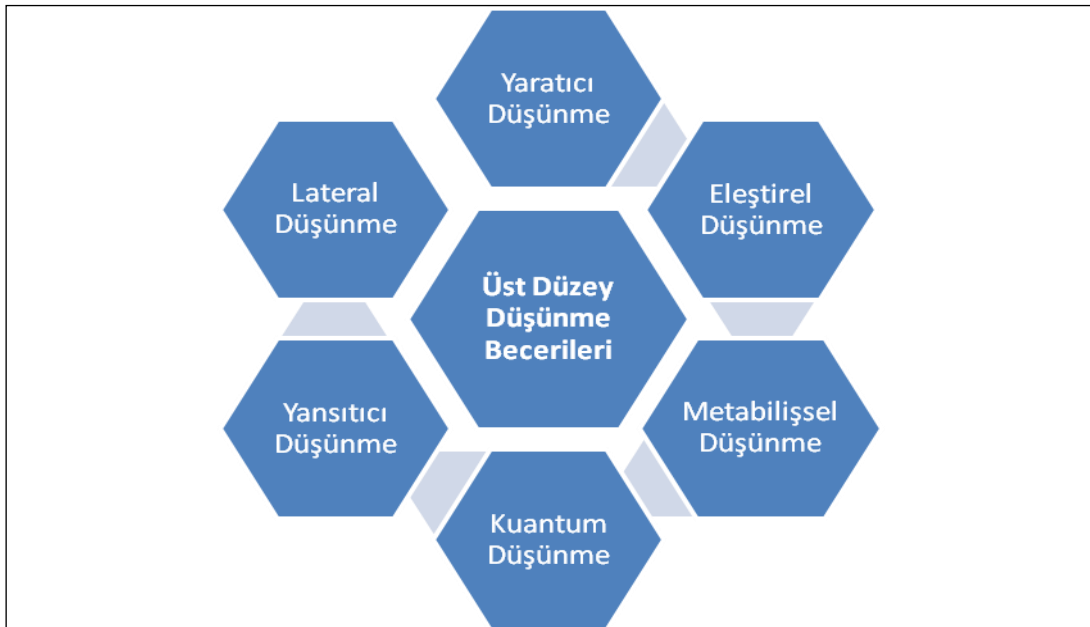 Yaratıcı
Düşünme
Lateral
Düşünme
Eleştirel
Düşünme
Üst Düzey
Düşünme
Becerileri
Yansıtıcı
Düşünme
Metabilişsel
Düşünme
Kuantum
Düşünme